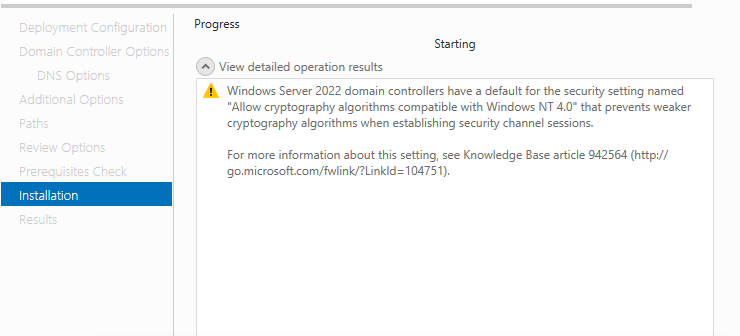 Deployment Configuration
Domain Controller Options
DNS Options
Additional Options
Paths
Review Options
Prerequisites Check
Installation
Results
Progress
Starting
View detailed operation results
Windows Server 2022 domain controllers have a default for the security setting named
"Allow cryptography algorithms compatible with Windows NT 4.0" that prevents weaker
cryptography algorithms when establishing security channel sessions.
For more information about this setting, see Knowledge Base article 942564 (http://
go.microsoft.com/fwlink/?LinkId=104751).